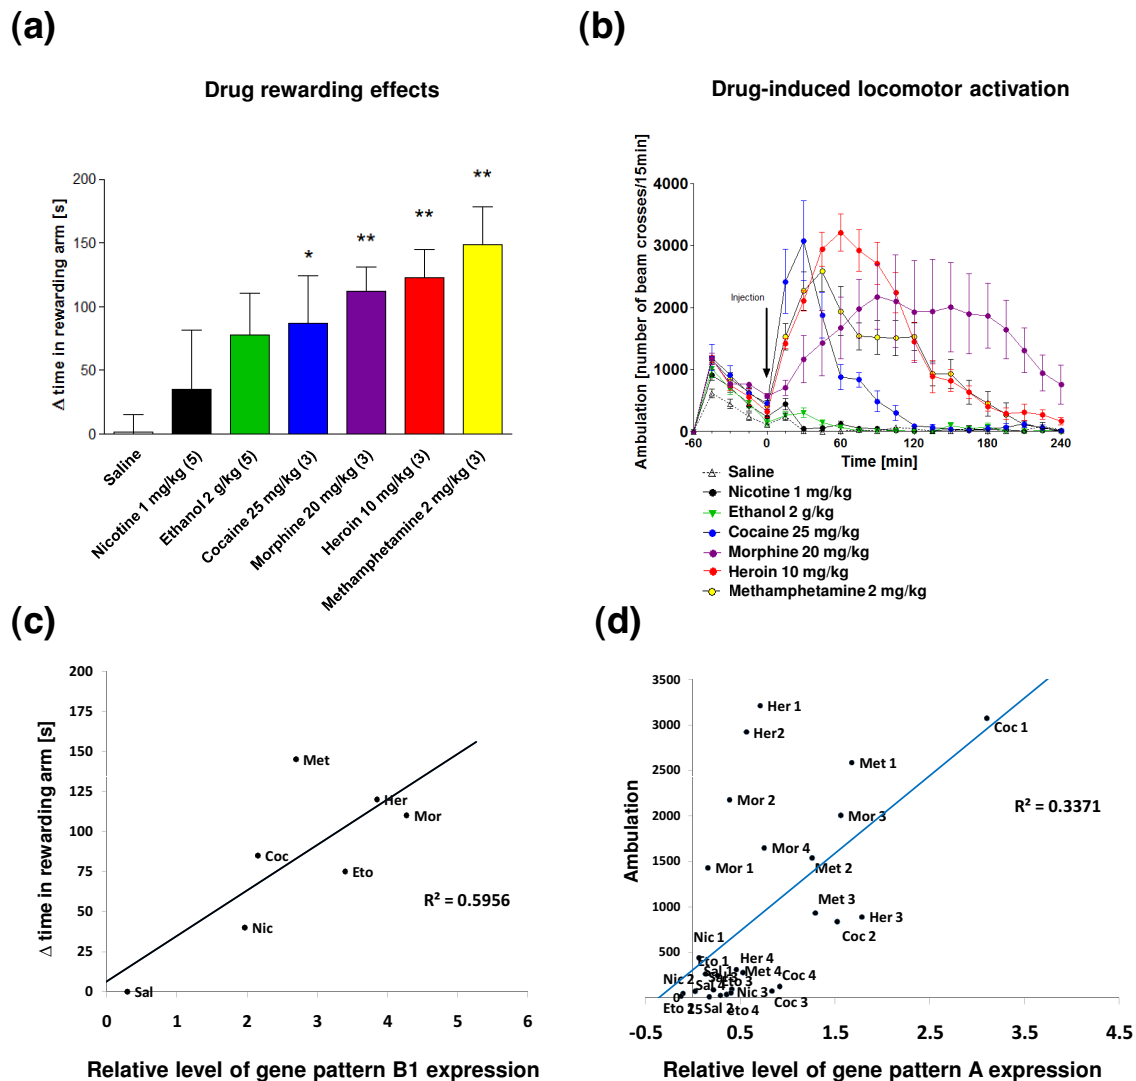 (a)
Drug rewarding effects
Δ time in rewarding arm [s]
200
150
100
50
0
*
**
**
**
Saline
Nicotine 1 mg/kg (5)
Ethanol 2 g/kg (5)
Cocaine 25 mg/kg (3)
Morphine 20 mg/kg (3)
Heroin 10 mg/kg (3)
Methamphetamine 2 mg/kg (3)
(b)
Drug-induced locomotor activation
Ambulation [number of beam crosses/15min]
4000
3000
2000
1000
0
Injection
-60
0
60
120
180
240
Time [min]
Saline
Nicotine 1 mg/kg
Ethanol 2 g/kg
Cocaine 25 mg/kg
Morphine 20 mg/kg
Heroin 10 mg/kg
Methamphetamine 2 mg/kg
(c)
Δ time in rewarding arm [s]
200
175
150
125
100
75
50
25
0
Met
Her
Mor
Coc
Eto
R² = 0.5956
Nic
Sal
0
1
2
3
4
5
6
Relative level of gene pattern B1 expression
(d)
Ambulation
3500
3000
2500
2000
1500
1000
500
0
Her 1
Coc 1
Her2
Met 1
Mor 2
R² = 0.3371
Mor 3
Mor 4
Met 2
Mor 1
Met 3
Her 3
Coc 2
Nic 1
Her 4
Eto 1
Sal 1
Met 4
Coc 4
Nic 2
Eto 3
Sal 4
Nic 3
Coc 3
Sal 2
eto 4
-0.5
0.5
1.5
2.5
3.5
4.5
Relative level of gene pattern A expression